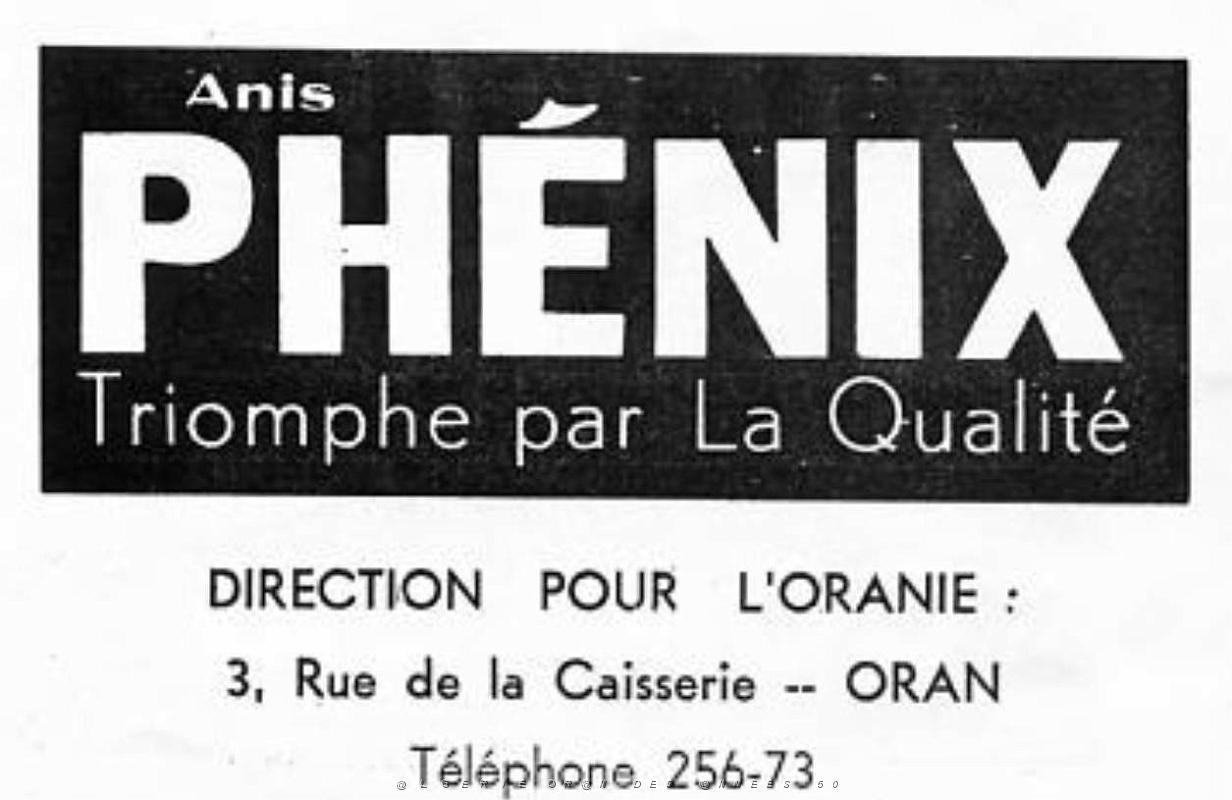 Anis
PHÉNIX
Triomphe par La Qualité
DIRECTION POUR L'ORANIE :
3, Rue de la Caisserie -- ORAN
Téléphone 256-73